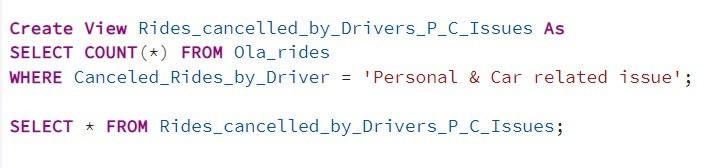 Create View Rides_cancelled_by_Drivers_P_C_Issues As
SELECT COUNT(*) FROM Ola_rides
WHERE Canceled_Rides_by_Driver = 'Personal & Car related issue';
SELECT * FROM Rides_cancelled_by_Drivers_P_C_Issues;